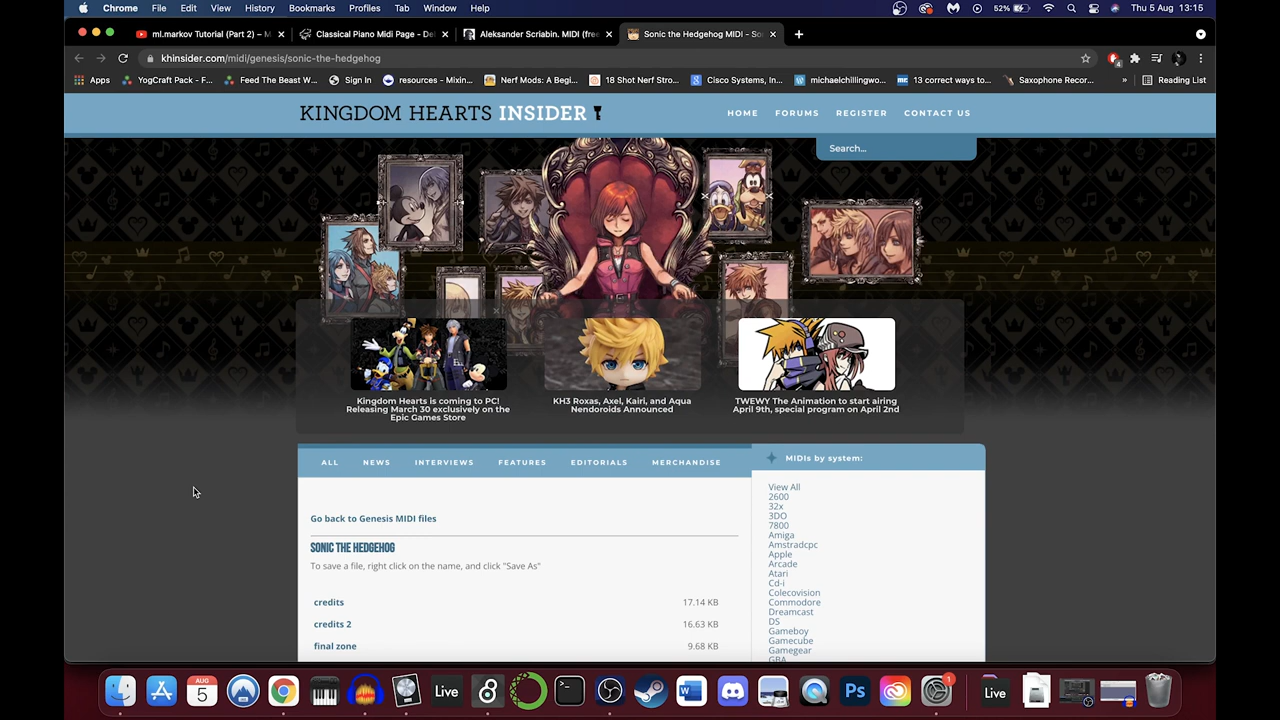 Chrome File Edit View History Bookmarks Profiles Tab Window Help 52% Thu 5 Aug 13:15
ml.markov Tutorial (Part 2) – M Classical Piano Midi Page - De Aleksander Scriabin. MIDI (free Sonic the Hedgehog MIDI - So
khinsider.com/midi/genesis/sonic-the-hedgehog
Apps YogCraft Pack - F... Feed The Beast W... Sign In resources - Mixin... Nerf Mods: A Begi... 18 Shot Nerf Stro... Cisco Systems, In... michaelchillingwo... 13 correct ways to... Saxophone Recor... » Reading List
KINGDOM HEARTS INSIDER
HOME FORUMS REGISTER CONTACT US
Search...
Kingdom Hearts is coming to PC!
Releasing March 30 exclusively on the
Epic Games Store
KH3 Roxas, Axel, Kairi, and Aqua
Nendoroids Announced
TWEWY The Animation to start airing
April 9th, special program on April 2nd
ALL NEWS INTERVIEWS FEATURES EDITORIALS MERCHANDISE
Go back to Genesis MIDI files
SONIC THE HEDGEHOG
To save a file, right click on the name, and click "Save As"
credits 17.14 KB
credits 2 16.63 KB
final zone 9.68 KB
MIDIs by system:
View All
2600
32x
3DO
7800
Amiga
Amstradcpc
Apple
Arcade
Atari
Cd-i
Colecovision
Commodore
Dreamcast
DS
Gameboy
Gamecube
Gamegear
GBA
AUG
5
Live
W
Ps
1
Live